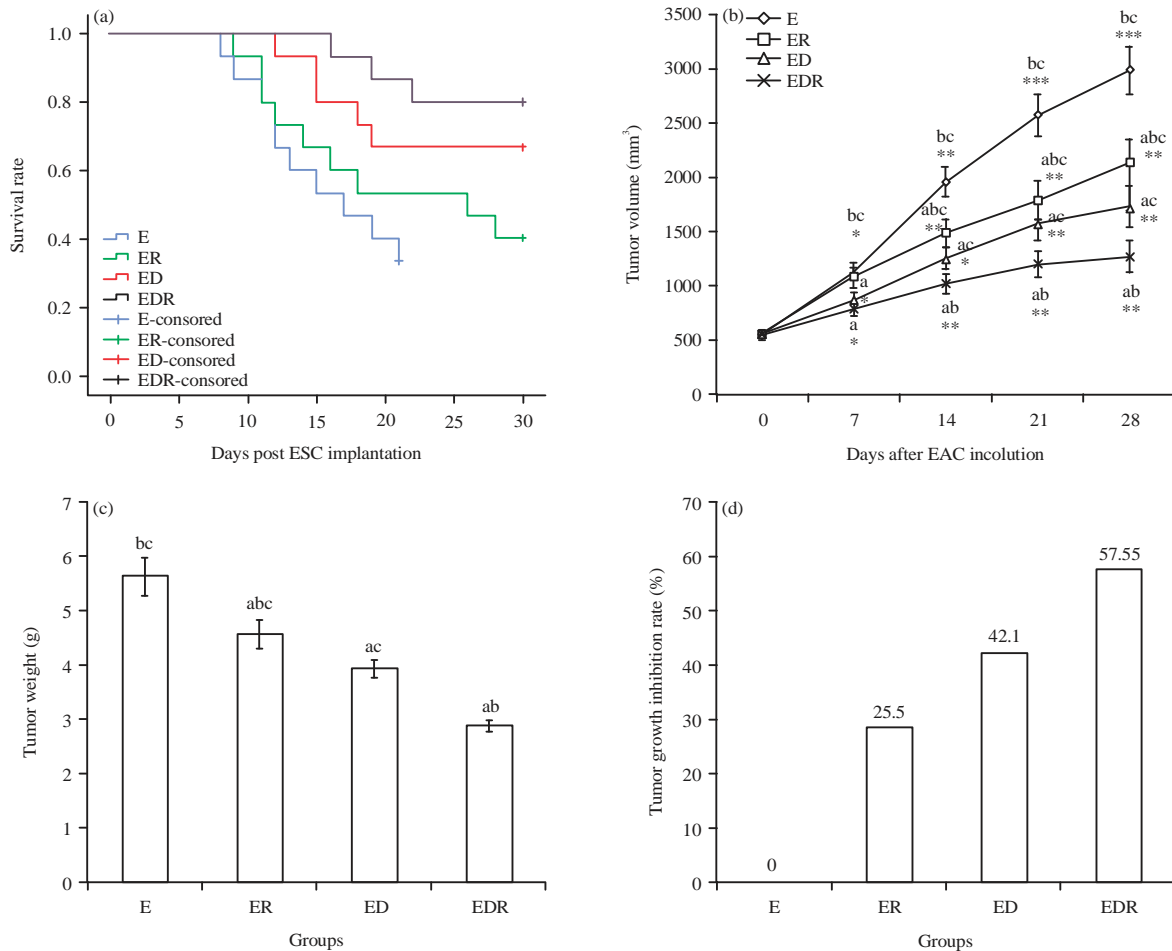 (a)
1.0
0.8
0.6
0.4
0.2
0.0
Survival rate
E
ER
ED
EDR
E-consored
ER-consored
ED-consored
EDR-consored
0 5 10 15 20 25 30
Days post ESC implantation
(b)
3500
3000
2500
2000
1500
1000
500
0
Tumor volume (mm³)
E
ER
ED
EDR
bc
*
a
*
a
*
bc
**
abc
**
ac
*
ab
**
bc
***
abc
**
ac
**
ab
**
bc
***
abc
**
ac
**
ab
**
0 7 14 21 28
Days after EAC incolution
(c)
7
6
5
4
3
2
1
0
Tumor weight (g)
bc
abc
ac
ab
E ER ED EDR
Groups
(d)
70
60
50
40
30
20
10
0
Tumor growth inhibition rate (%)
0
25.5
42.1
57.55
E ER ED EDR
Groups